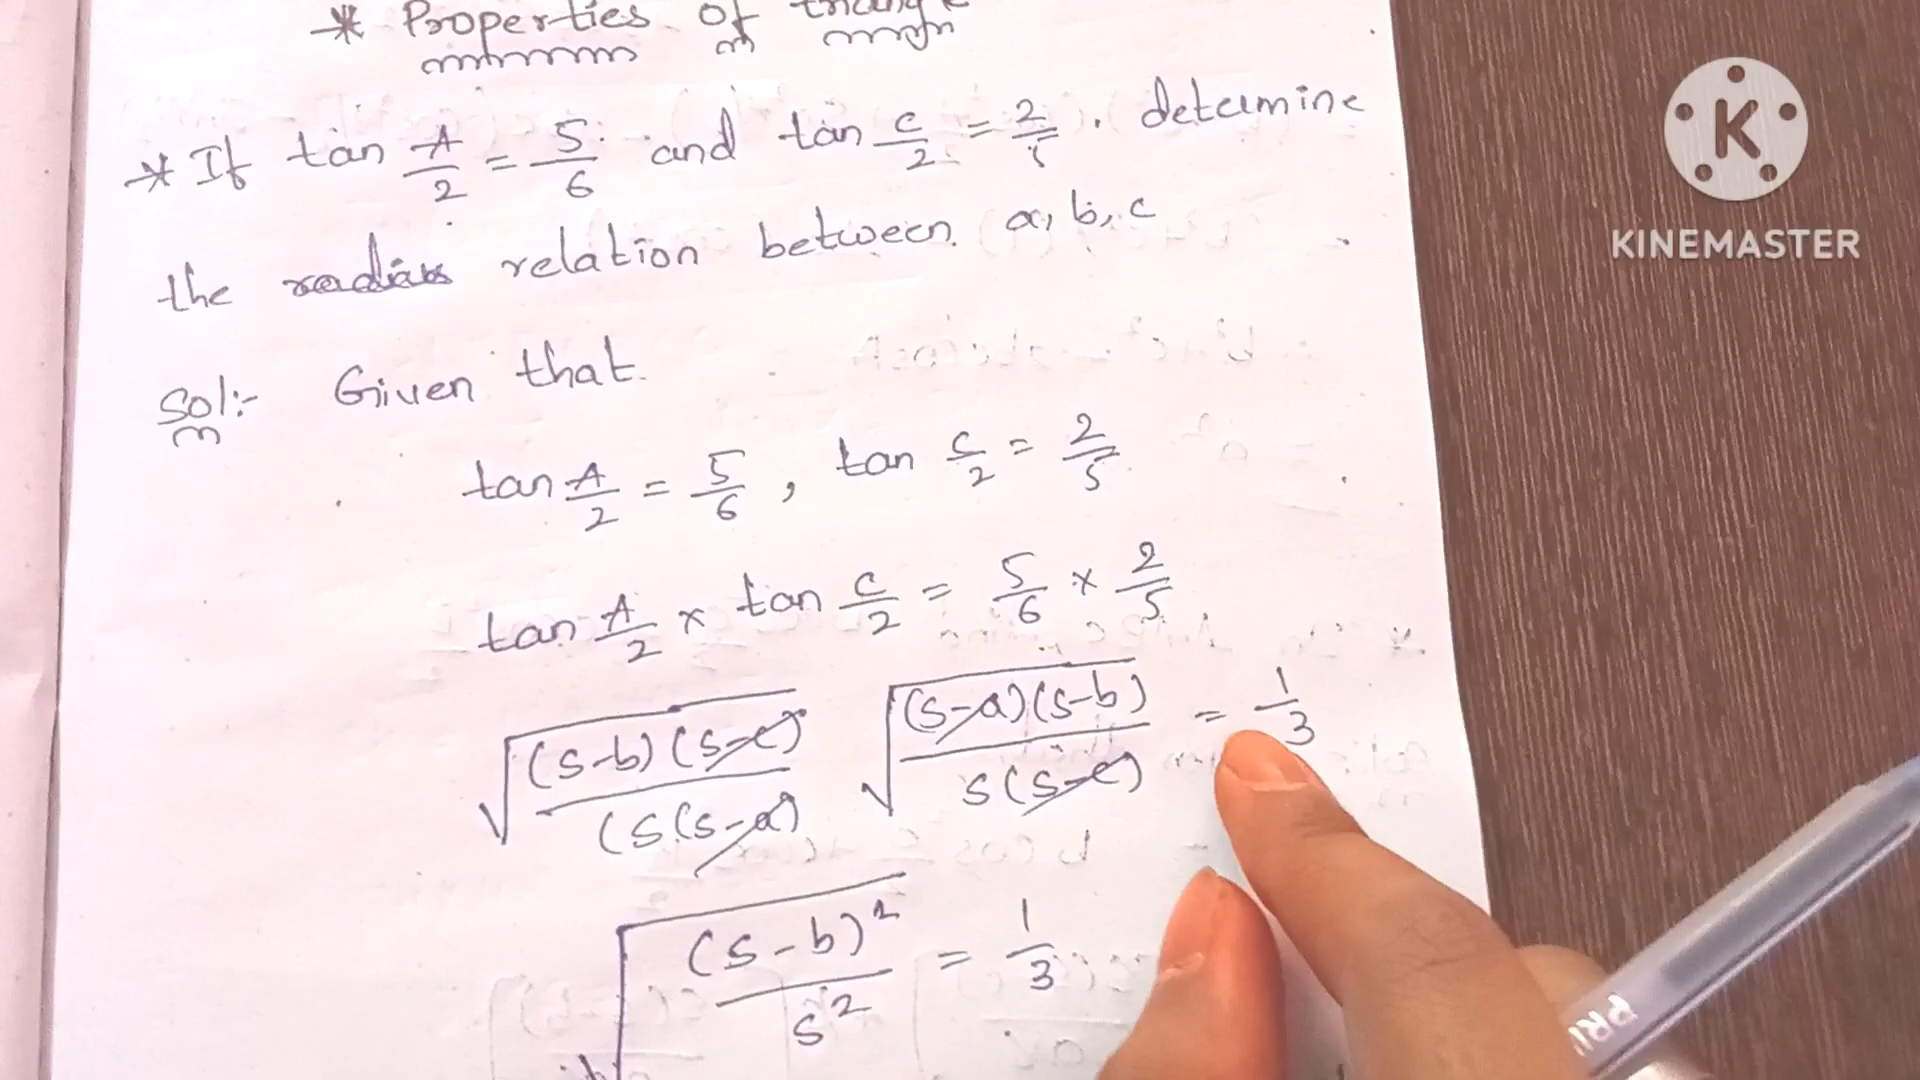 * Properties of triangle
* If tan A/2 = 5/6 and tan C/2 = 2/5. determine
the relation between a, b, c
Sol:- Given that.
tan A/2 = 5/6, tan C/2 = 2/5
tan A/2 x tan C/2 = 5/6 x 2/5
√((s-b)(s-c)/(s(s-a)) √((s-a)(s-b)/s(s-c)) = 1/3
√((s-b)²/s²) = 1/3
K
KINEMASTER
PRI